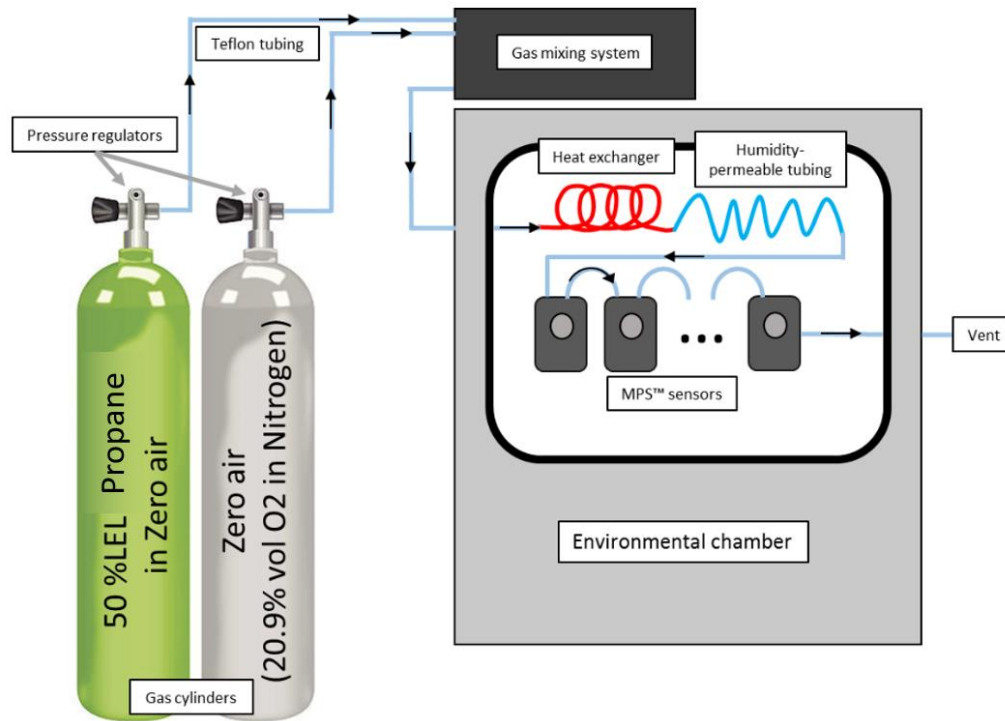 Teflon tubing
Gas mixing system
Pressure regulators
Heat exchanger
Humidity-
permeable tubing
50 %LEL Propane
in Zero air
Zero air
(20.9% vol O2 in Nitrogen)
MPS™ sensors
Vent
Environmental chamber
Gas cylinders